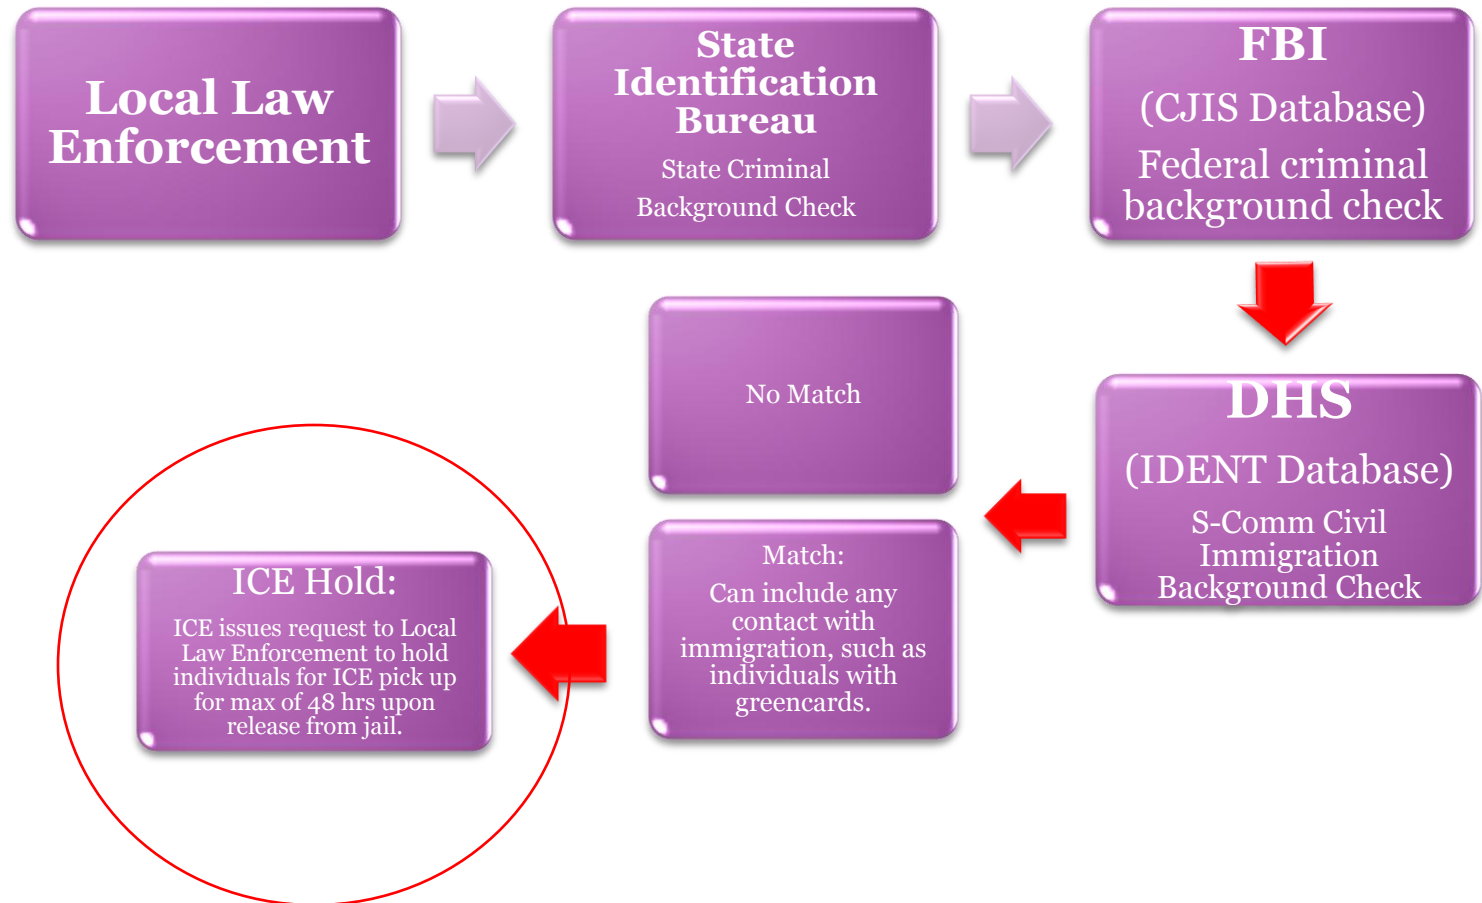 Local Law
Enforcement
State
Identification
Bureau
State Criminal
Background Check
FBI
(CJIS Database)
Federal criminal
background check
DHS
(IDENT Database)
S-Comm Civil
Immigration
Background Check
No Match
Match:
Can include any
contact with
immigration, such as
individuals with
greencards.
ICE Hold:
ICE issues request to Local
Law Enforcement to hold
individuals for ICE pick up
for max of 48 hrs upon
release from jail.